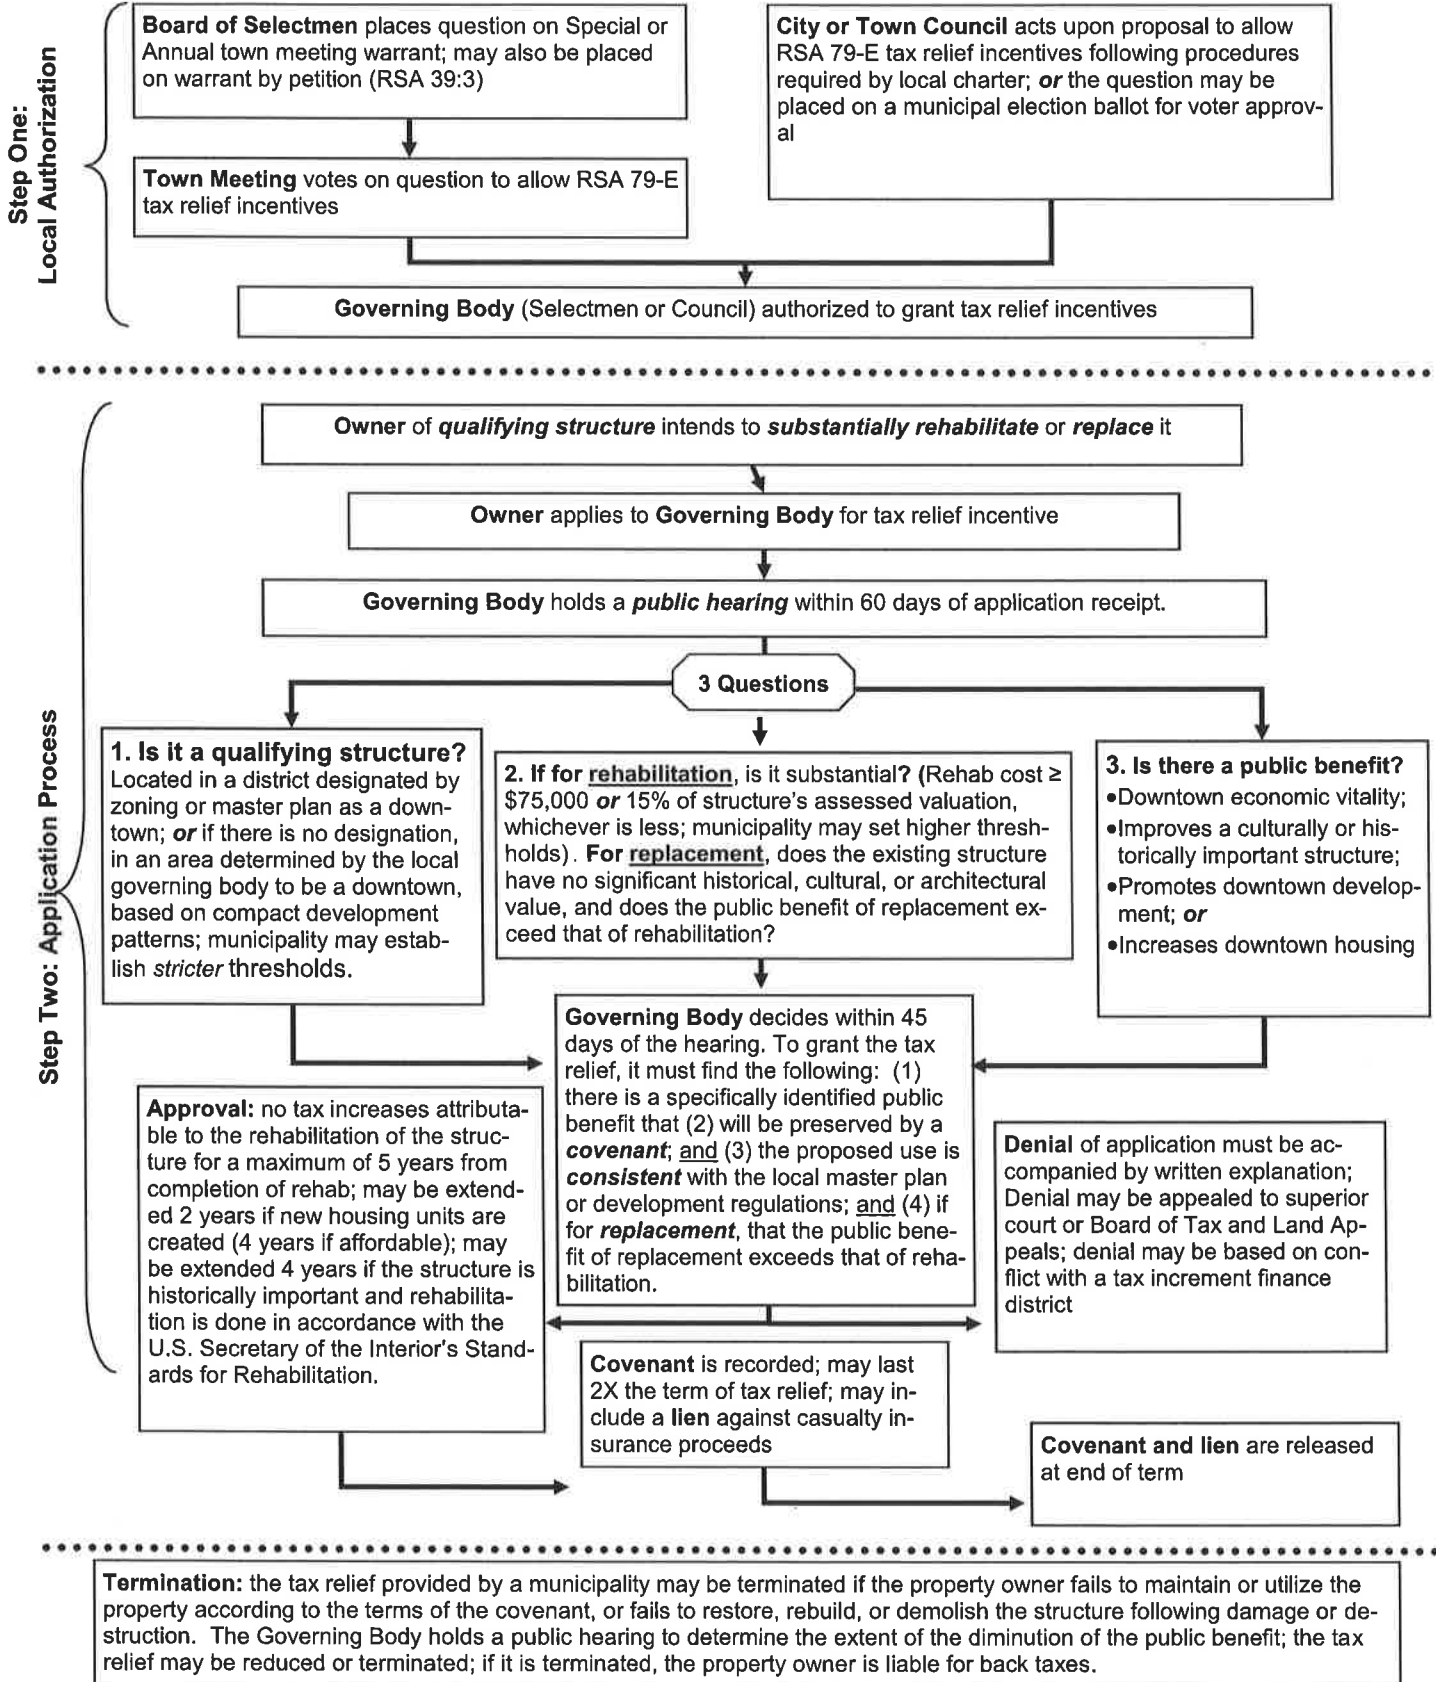 Step One:
Local Authorization
Board of Selectmen places question on Special or
Annual town meeting warrant; may also be placed
on warrant by petition (RSA 39:3)
Town Meeting votes on question to allow RSA 79-E
tax relief incentives
City or Town Council acts upon proposal to allow
RSA 79-E tax relief incentives following procedures
required by local charter; or the question may be
placed on a municipal election ballot for voter approv-
al
Governing Body (Selectmen or Council) authorized to grant tax relief incentives
Step Two: Application Process
Owner of qualifying structure intends to substantially rehabilitate or replace it
Owner applies to Governing Body for tax relief incentive
Governing Body holds a public hearing within 60 days of application receipt.
3 Questions
1. Is it a qualifying structure?
Located in a district designated by
zoning or master plan as a down-
town; or if there is no designation,
in an area determined by the local
governing body to be a downtown,
based on compact development
patterns; municipality may estab-
lish stricter thresholds.
2. If for rehabilitation, is it substantial? (Rehab cost ≥
$75,000 or 15% of structure's assessed valuation,
whichever is less; municipality may set higher thresh-
holds). For replacement, does the existing structure
have no significant historical, cultural, or architectural
value, and does the public benefit of replacement ex-
ceed that of rehabilitation?
3. Is there a public benefit?
•Downtown economic vitality;
•Improves a culturally or his-
torically important structure;
•Promotes downtown develop-
ment; or
•Increases downtown housing
Governing Body decides within 45
days of the hearing. To grant the tax
relief, it must find the following: (1)
there is a specifically identified public
benefit that (2) will be preserved by a
covenant; and (3) the proposed use is
consistent with the local master plan
or development regulations; and (4) if
for replacement, that the public bene-
fit of replacement exceeds that of reha-
bilitation.
Approval: no tax increases attributa-
ble to the rehabilitation of the struc-
ture for a maximum of 5 years from
completion of rehab; may be extend-
ed 2 years if new housing units are
created (4 years if affordable); may
be extended 4 years if the structure is
historically important and rehabilita-
tion is done in accordance with the
U.S. Secretary of the Interior's Stand-
ards for Rehabilitation.
Denial of application must be ac-
companied by written explanation;
Denial may be appealed to superior
court or Board of Tax and Land Ap-
peals; denial may be based on con-
flict with a tax increment finance
district
Covenant is recorded; may last
2X the term of tax relief; may in-
clude a lien against casualty in-
surance proceeds
Covenant and lien are released
at end of term
Termination: the tax relief provided by a municipality may be terminated if the property owner fails to maintain or utilize the
property according to the terms of the covenant, or fails to restore, rebuild, or demolish the structure following damage or de-
struction. The Governing Body holds a public hearing to determine the extent of the diminution of the public benefit; the tax
relief may be reduced or terminated; if it is terminated, the property owner is liable for back taxes.